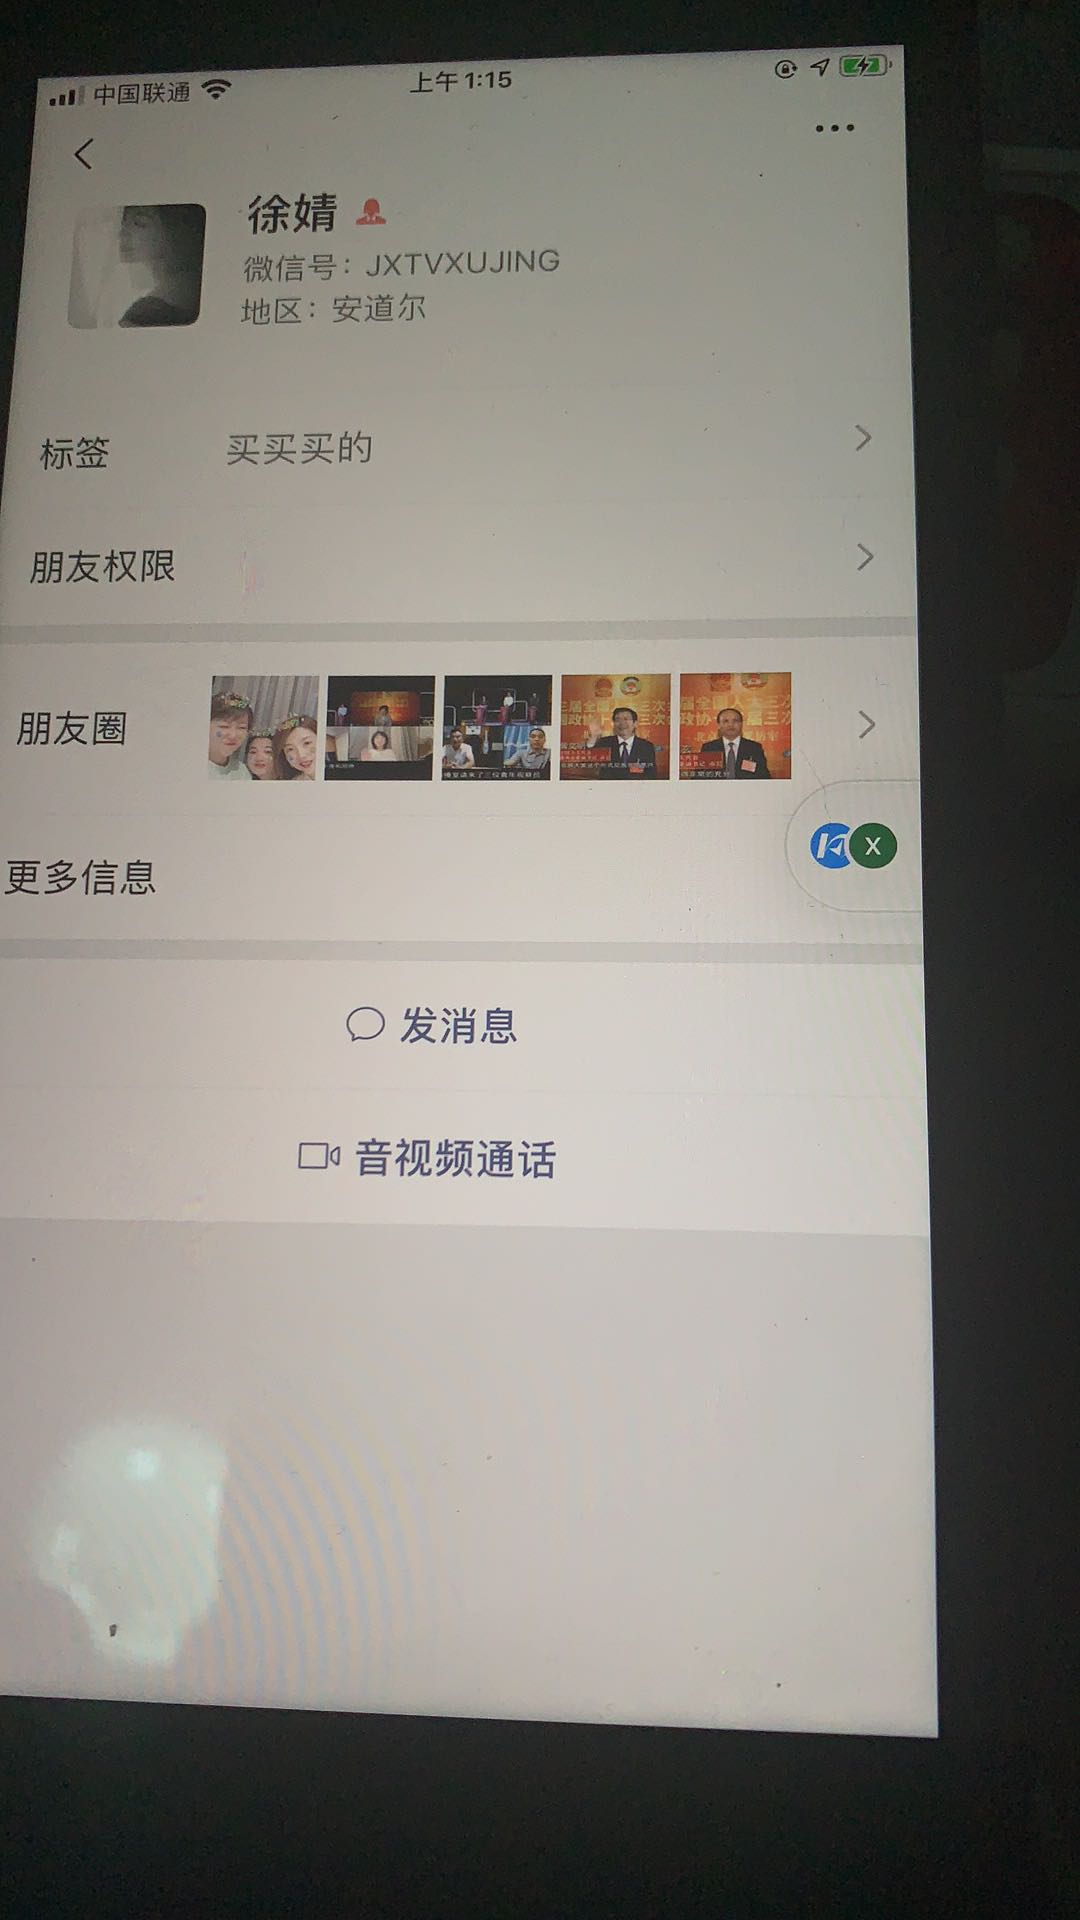 中国联通
上午 1:15
徐婧
微信号：JXTVXUJING
地区：安道尔
标签 买买买的
朋友权限
朋友圈
更多信息
X
发消息
音视频通话